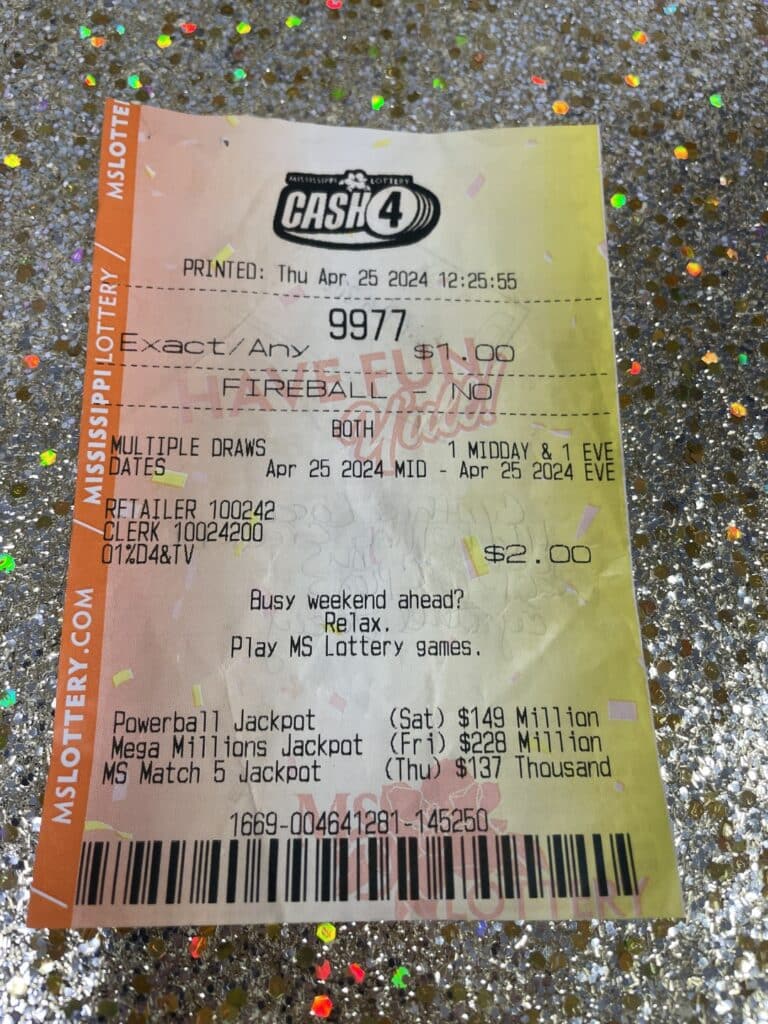 MISSISSIPPI LOTTERY
CASH 4
PRINTED: Thu Apr 25 2024 12:25:55
9977
Exact/Any $1.00
FIREBALL - NO
BOTH
MULTIPLE DRAWS 1 MIDDAY & 1 EVE
DATES Apr 25 2024 MID - Apr 25 2024 EVE
RETAILER 100242
CLERK 10024200
01%D4&TV $2.00
Busy weekend ahead?
Relax.
Play MS Lottery games.
Powerball Jackpot (Sat) $149 Million
Mega Millions Jackpot (Fri) $228 Million
MS Match 5 Jackpot (Thu) $137 Thousand
1669-004641281-145250
HAVE FUN
Y'all!
MS
LOTTERY
MSLOTTERY.COM / MISSISSIPPI LOTTERY / MSLOTTE